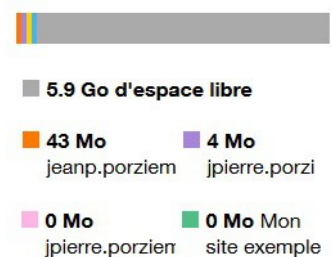 5.9 Go d'espace libre
43 Mo 4 Mo
jeanp.porziem jpierre.porzi
0 Mo 0 Mo Mon
jpierre.porziem site exemple